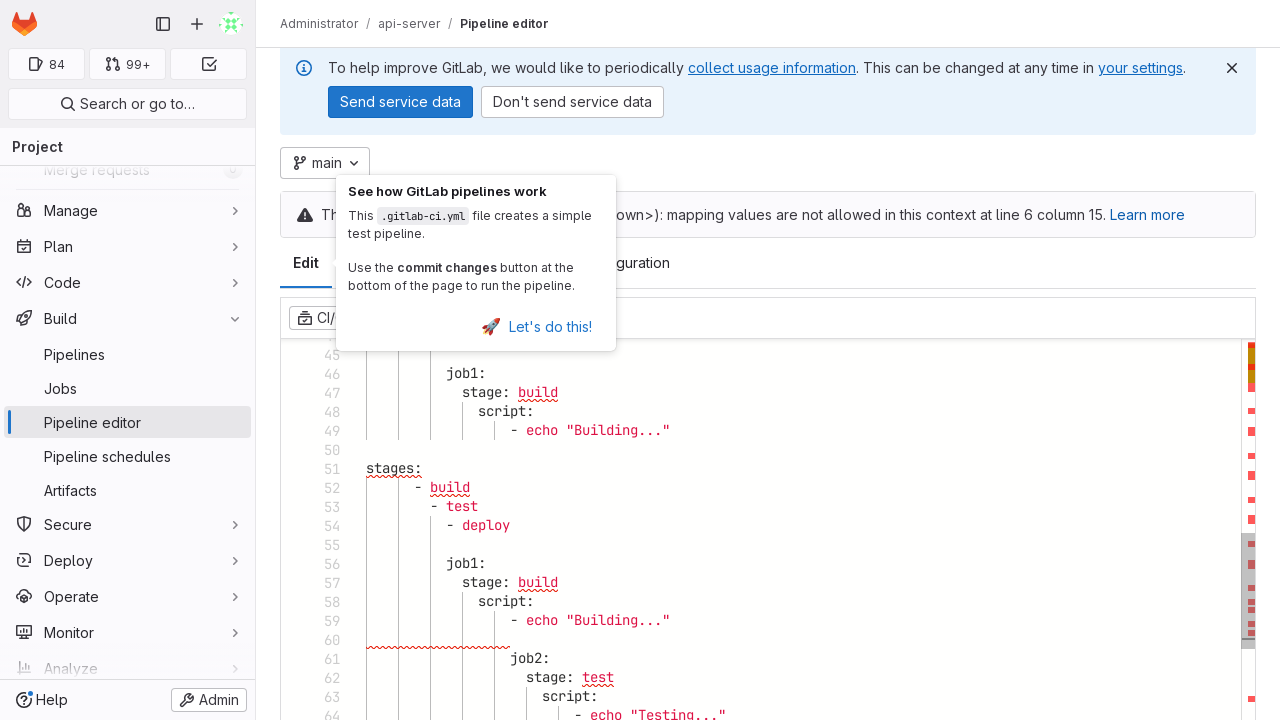 Administrator / api-server / Pipeline editor
84
99+
Search or go to…
Project
Merge requests
Manage
Plan
Code
Build
Pipelines
Jobs
Pipeline editor
Pipeline schedules
Artifacts
Secure
Deploy
Operate
Monitor
Analyze
Help
Admin
To help improve GitLab, we would like to periodically collect usage information. This can be changed at any time in your settings.
Send service data
Don't send service data
main
own>): mapping values are not allowed in this context at line 6 column 15. Learn more
See how GitLab pipelines work
This .gitlab-ci.yml file creates a simple
test pipeline.
Use the commit changes button at the
bottom of the page to run the pipeline.
🚀 Let's do this!
Edit
guration
CI/
45
46 job1:
47 stage: build
48 script:
49 - echo "Building..."
50
51 stages:
52 - build
53 - test
54 - deploy
55
56 job1:
57 stage: build
58 script:
59 - echo "Building..."
60
61 job2:
62 stage: test
63 script:
64 - echo "Testing..."